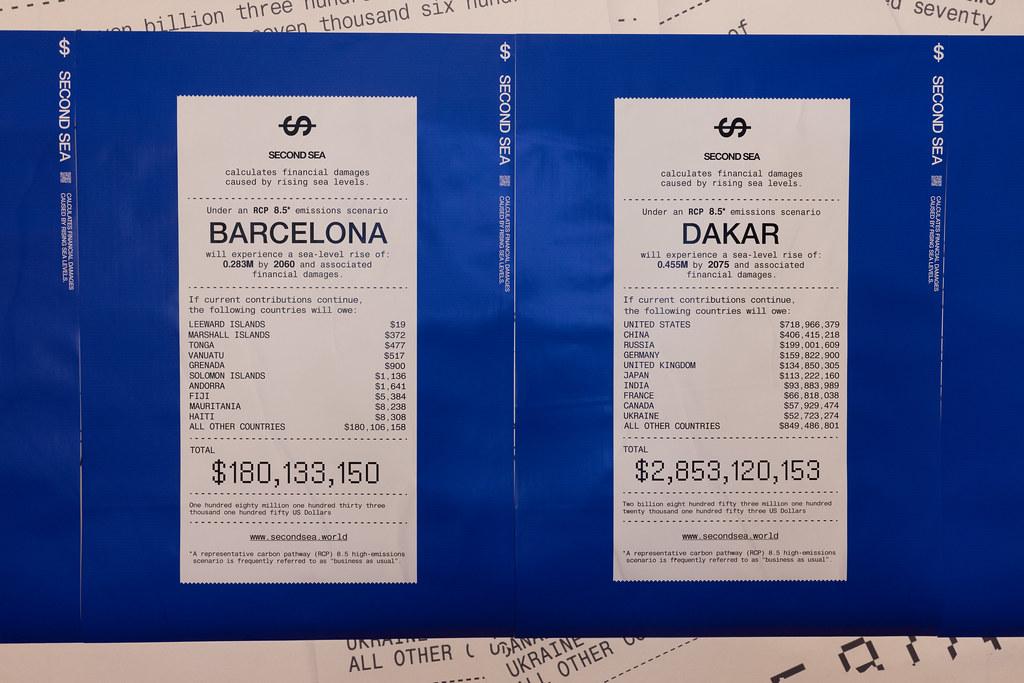 billion three
thousand six
of
seventy
$ SECOND SEA
CALCULATES FINANCIAL DAMAGES
CAUSED BY RISING SEA LEVELS.
SECOND SEA
calculates financial damages
caused by rising sea levels.
Under an RCP 8.5* emissions scenario
BARCELONA
will experience a sea-level rise of:
0.283M by 2060 and associated
financial damages.
If current contributions continue,
the following countries will owe:
LEEWARD ISLANDS $19
MARSHALL ISLANDS $372
TONGA $477
VANUATU $517
GRENADA $900
SOLOMON ISLANDS $1,136
ANDORRA $1,641
FIJI $5,384
MAURITANIA $8,238
HAITI $8,308
ALL OTHER COUNTRIES $180,106,158
TOTAL
$180,133,150
One hundred eighty million one hundred thirty three
thousand one hundred fifty US Dollars
www.secondsea.world
*A representative carbon pathway (RCP) 8.5 high-emissions
scenario is frequently referred to as "business as usual".
$ SECOND SEA
CALCULATES FINANCIAL DAMAGES
CAUSED BY RISING SEA LEVELS.
SECOND SEA
calculates financial damages
caused by rising sea levels.
Under an RCP 8.5* emissions scenario
DAKAR
will experience a sea-level rise of:
0.455M by 2075 and associated
financial damages.
If current contributions continue,
the following countries will owe:
UNITED STATES $718,966,379
CHINA $406,415,218
RUSSIA $199,001,609
GERMANY $159,822,900
UNITED KINGDOM $134,850,305
JAPAN $113,222,160
INDIA $93,883,989
FRANCE $66,818,038
CANADA $57,929,474
UKRAINE $52,723,274
ALL OTHER COUNTRIES $849,486,801
TOTAL
$2,853,120,153
Two billion eight hundred fifty three million one hundred
twenty thousand one hundred fifty three US Dollars
www.secondsea.world
*A representative carbon pathway (RCP) 8.5 high-emissions
scenario is frequently referred to as "business as usual".
$ SECOND SEA
CALCULATES FINANCIAL DAMAGES
CAUSED BY RISING SEA LEVELS.
UKRAINE
ALL OTHER
UKRAINE
ALL OTHER